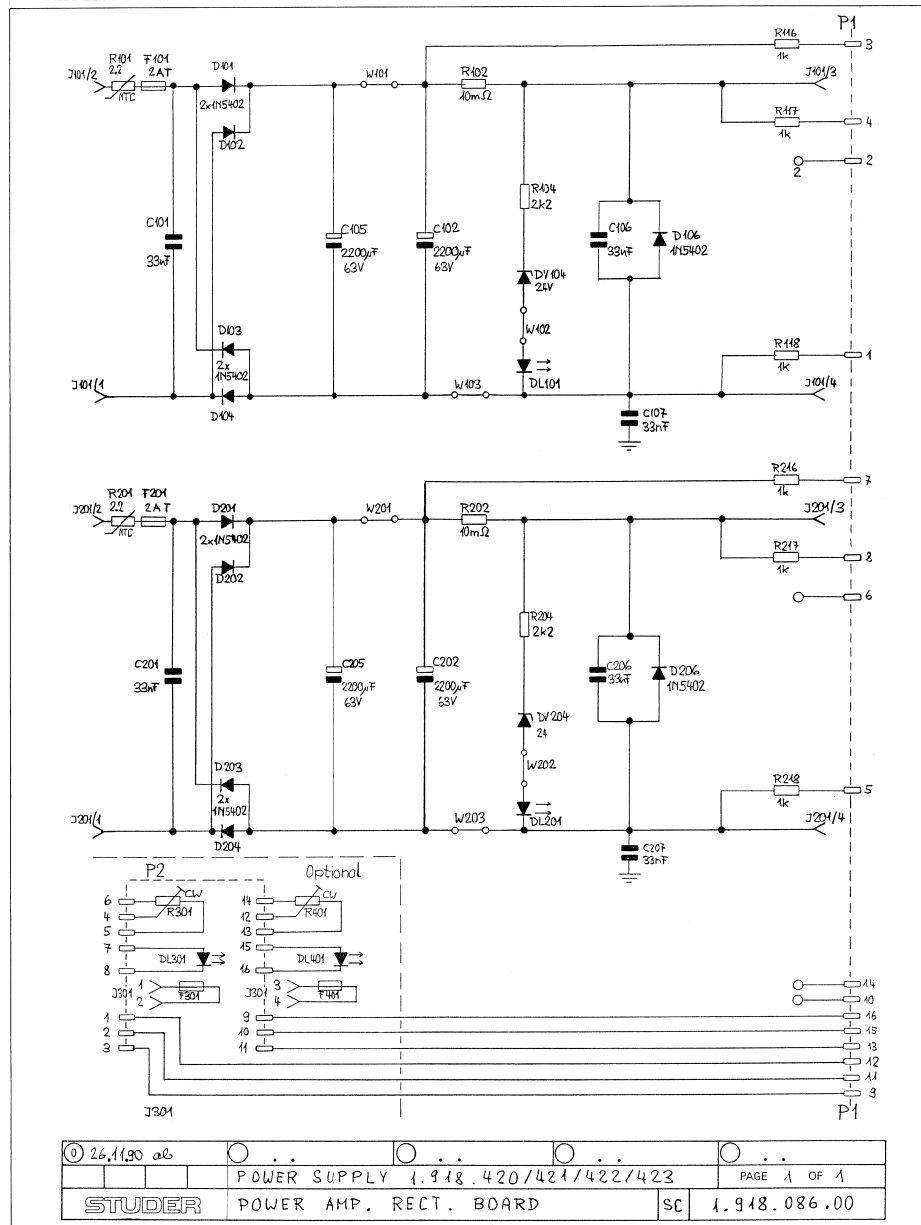 P1
R101
2.2
NTC
F101
2AT
D101
2x1N5402
D102
W101
R102
10mΩ
R116
1k
3
J101/2
J101/3
R117
1k
4
2
2
C101
33nF
C105
2200µF
63V
C102
2200µF
63V
R104
2k2
DV104
24V
W102
DL101
C106
33nF
D106
1N5402
D103
2x
1N5402
D104
J101/1
W103
R118
1k
1
J101/4
C107
33nF
R216
1k
7
R201
2.2
NTC
F201
2AT
D201
2x1N5402
D202
W201
R202
10mΩ
J201/2
J201/3
R217
1k
8
6
C201
33nF
C205
2200µF
63V
C202
2200µF
63V
R204
2k2
DV204
24
W202
DL201
C206
33nF
D206
1N5402
D203
2x
1N5402
D204
J201/1
W203
R218
1k
5
J201/4
C207
33nF
P2
Optional
6
4
5
7
8
CW
R301
DL301
J301
1
2
F301
1
2
3
14
12
13
15
16
CW
R401
DL401
J301
3
4
F401
9
10
11
J301
14
10
16
15
13
12
11
9
P1
0 26.11.90 ab
POWER SUPPLY 1.918.420/421/422/423
PAGE 1 OF 1
STUDER
POWER AMP. RECT. BOARD
SC 1.918.086.00